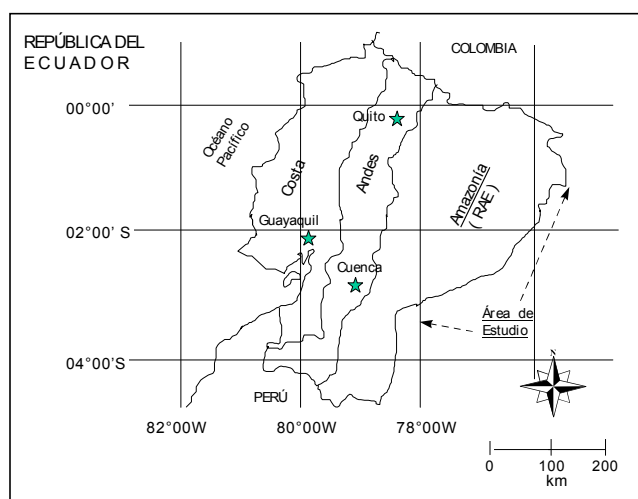 REPÚBLICA DEL
ECUADOR
COLOMBIA
00°00'
Quito
Océano
Pacífico
Costa
Andes
Amazonía
(RAE)
Guayaquil
02°00' S
Cuenca
Área de
Estudio
04°00'S
N
PERÚ
82°00W
80°00W
78°00W
0 100 200
km